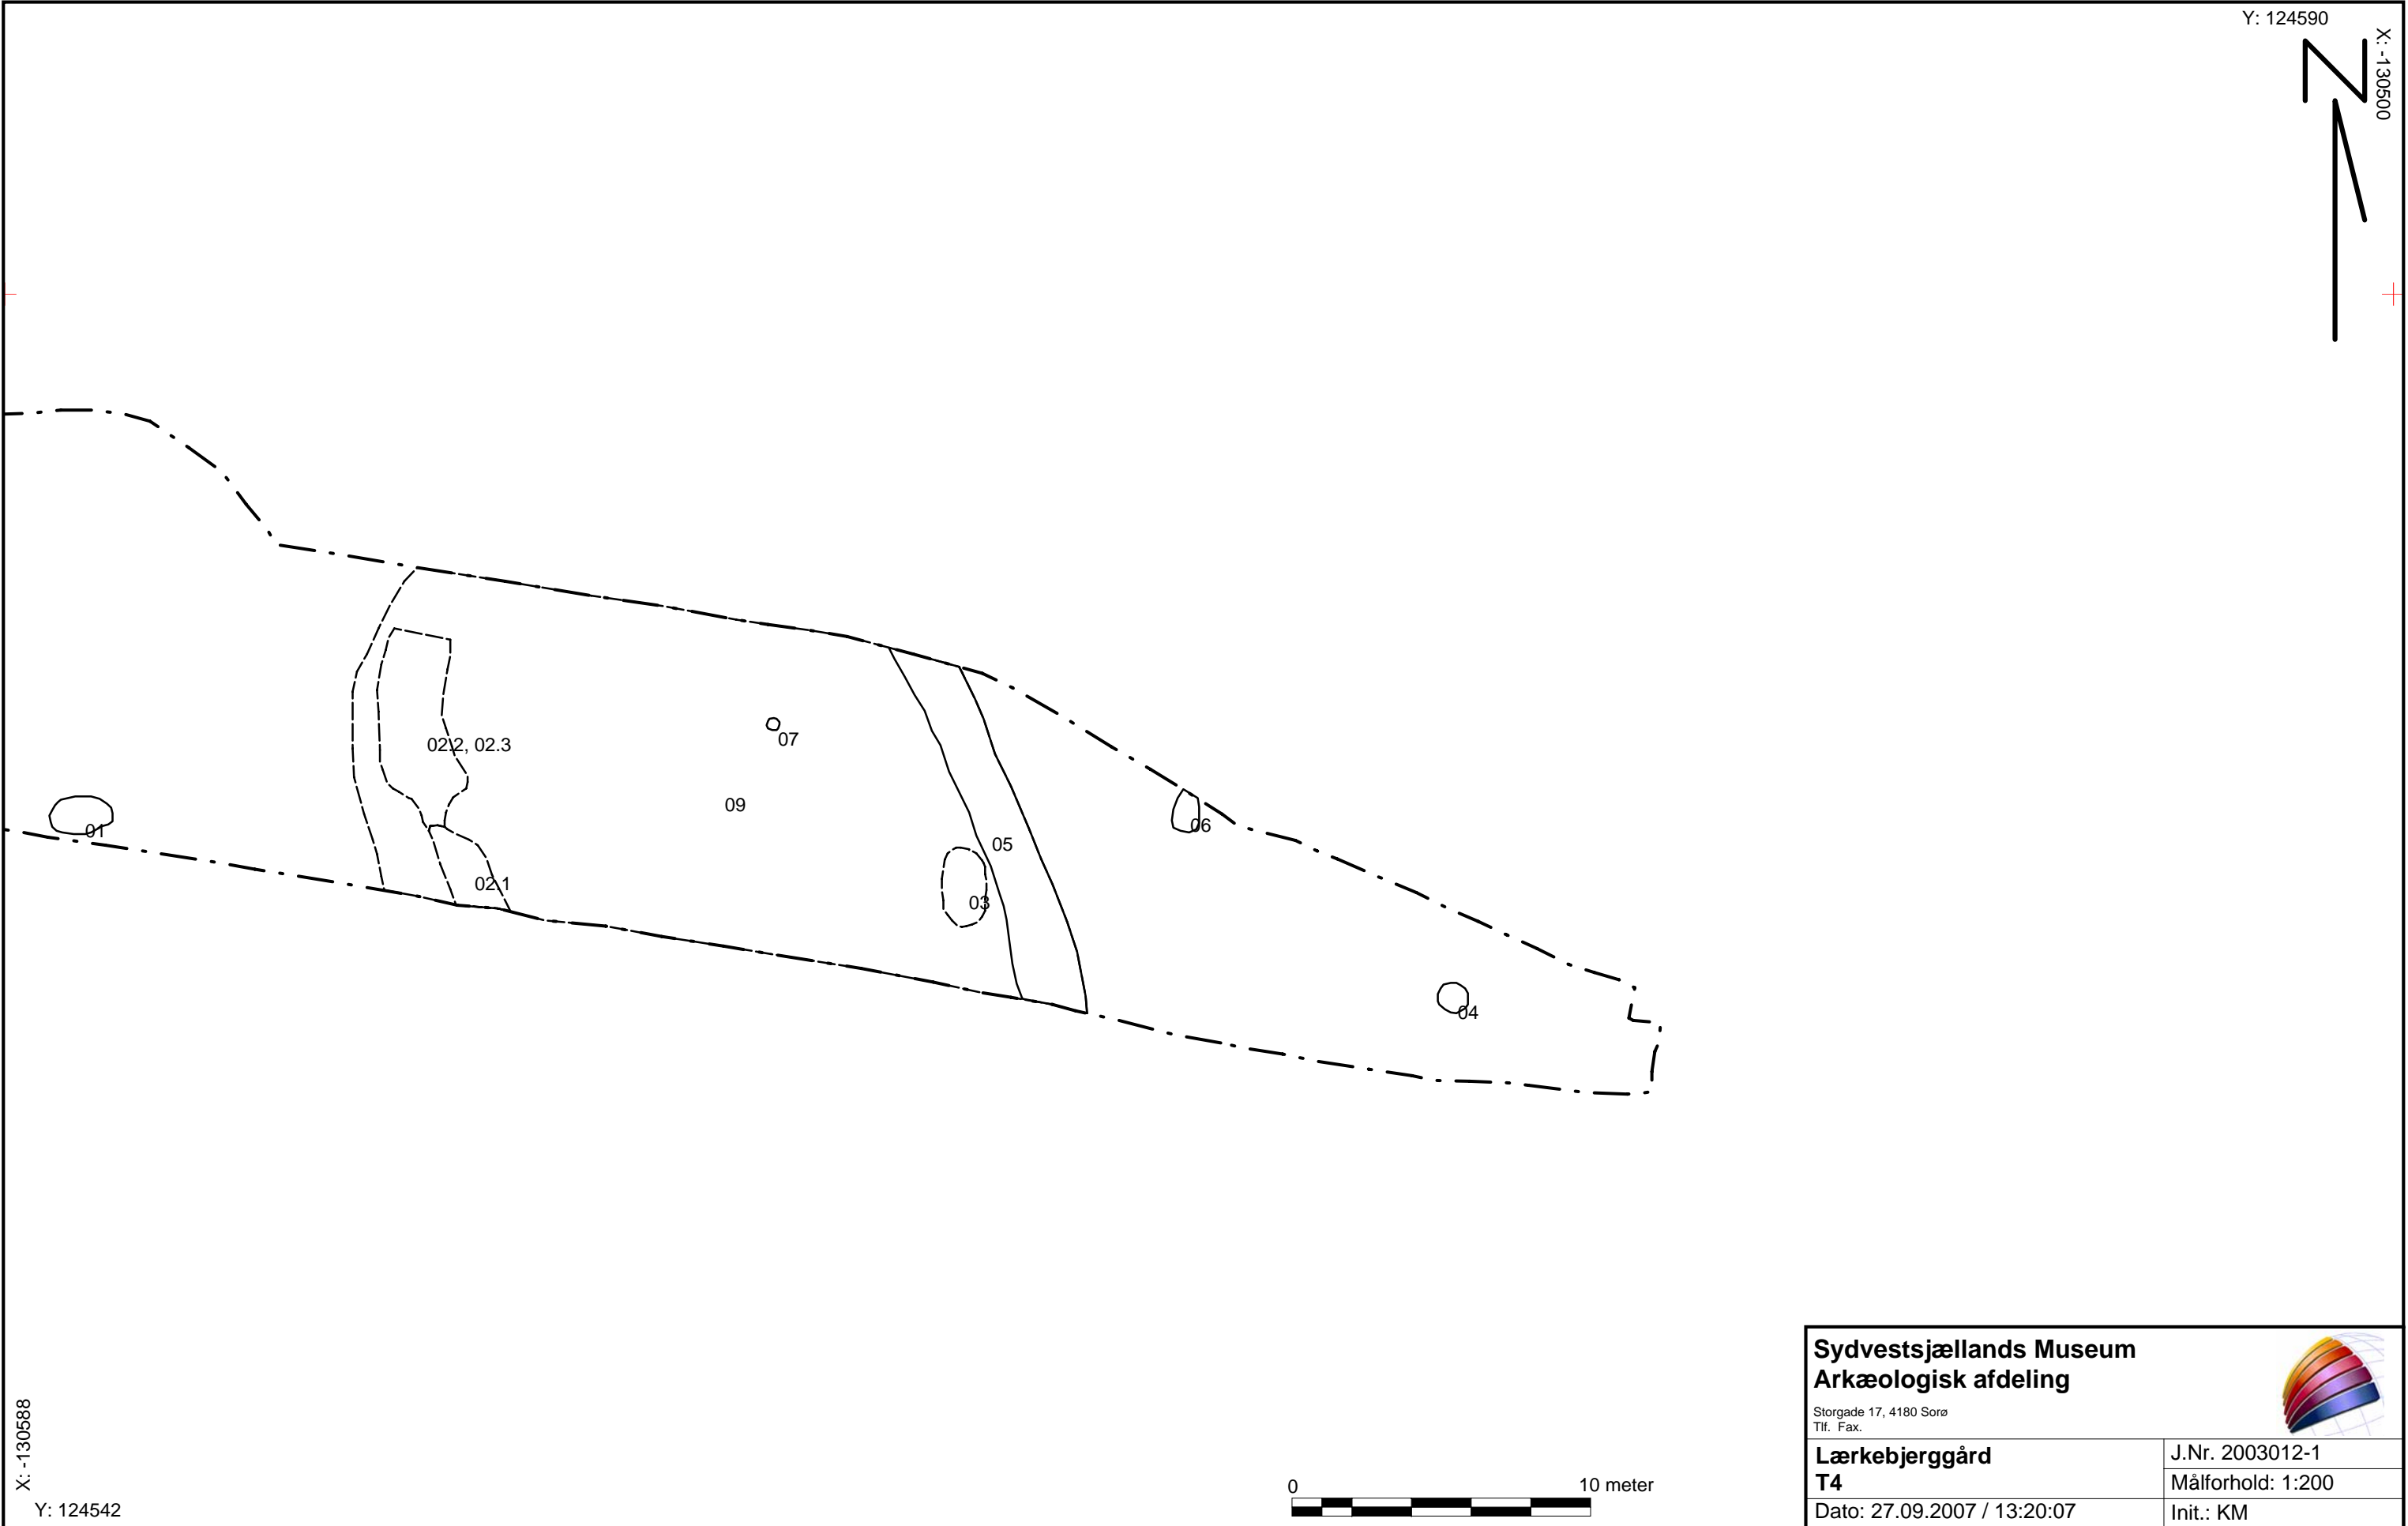 Y: 124590
X: -130500
N
02.2, 02.3
07
09
01
06
05
02.1
03
04
X: -130588
Y: 124542
0
10 meter
Sydvestsjællands Museum
Arkæologisk afdeling
Storgade 17, 4180 Sorø
Tlf. Fax.
Lærkebjerggård
T4
J.Nr. 2003012-1
Målforhold: 1:200
Dato: 27.09.2007 / 13:20:07
Init.: KM